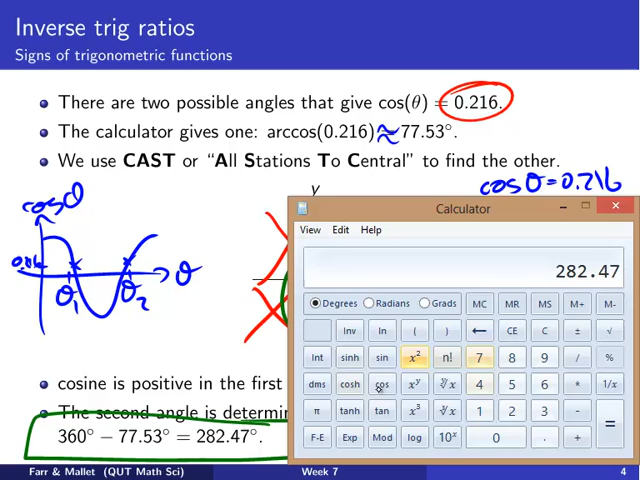 Inverse trig ratios
Signs of trigonometric functions
There are two possible angles that give cos(θ) = 0.216.
The calculator gives one: arccos(0.216) ≈ 77.53°.
We use CAST or “All Stations To Central” to find the other.
cosθ
y
cosθ=0.216
θ
θ1
θ2
Calculator
View Edit Help
282.47
Degrees Radians Grads MC MR MS M+ M-
Inv ln ( ) ← CE C ± √
Int sinh sin x² n! 7 8 9 / %
dms cosh cos xʸ ʸ√x 4 5 6 * 1/x
π tanh tan x³ ³√x 1 2 3 - =
F-E Exp Mod log 10ˣ 0 . +
cosine is positive in the first
The second angle is determin
360° − 77.53° = 282.47°.
Farr & Mallet (QUT Math Sci) Week 7 4